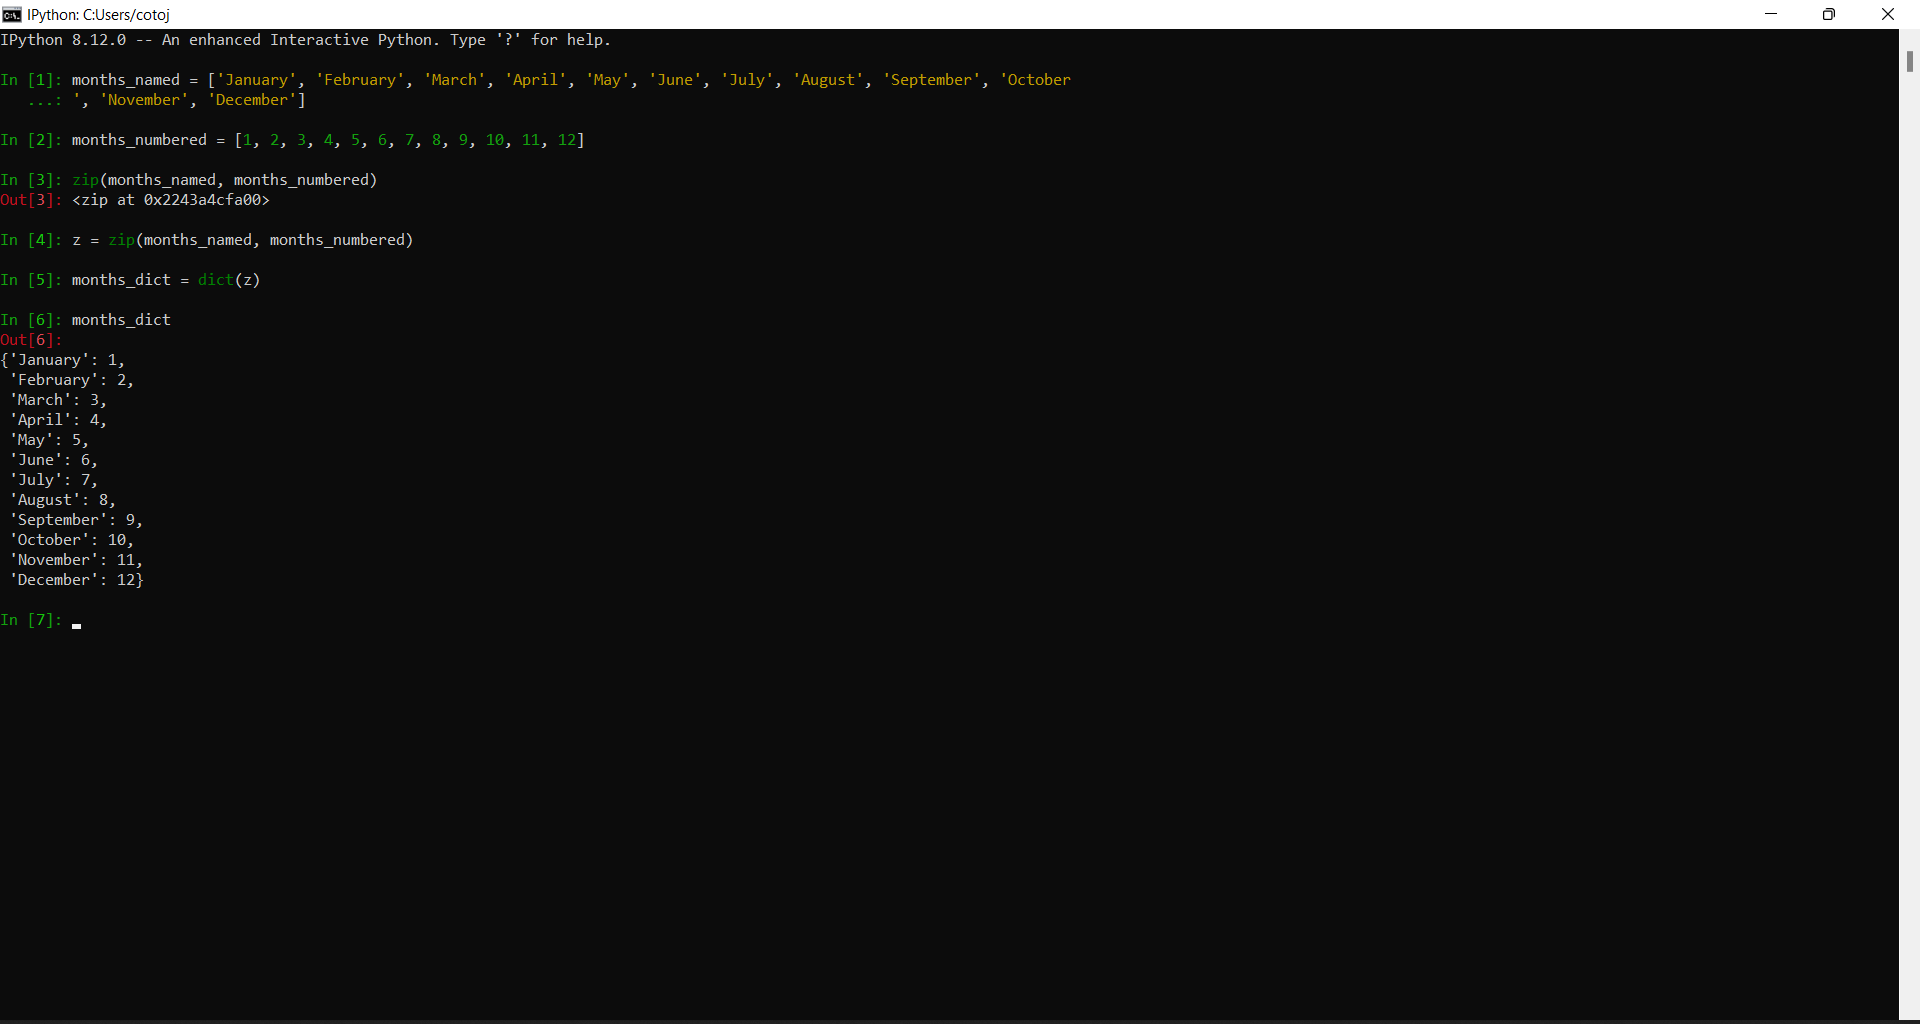 IPython: C:Users/cotoj
IPython 8.12.0 -- An enhanced Interactive Python. Type '?' for help.
In [1]: months_named = ['January', 'February', 'March', 'April', 'May', 'June', 'July', 'August', 'September', 'October
   ...: ', 'November', 'December']
In [2]: months_numbered = [1, 2, 3, 4, 5, 6, 7, 8, 9, 10, 11, 12]
In [3]: zip(months_named, months_numbered)
Out[3]: <zip at 0x2243a4cfa00>
In [4]: z = zip(months_named, months_numbered)
In [5]: months_dict = dict(z)
In [6]: months_dict
Out[6]:
{'January': 1,
 'February': 2,
 'March': 3,
 'April': 4,
 'May': 5,
 'June': 6,
 'July': 7,
 'August': 8,
 'September': 9,
 'October': 10,
 'November': 11,
 'December': 12}
In [7]: